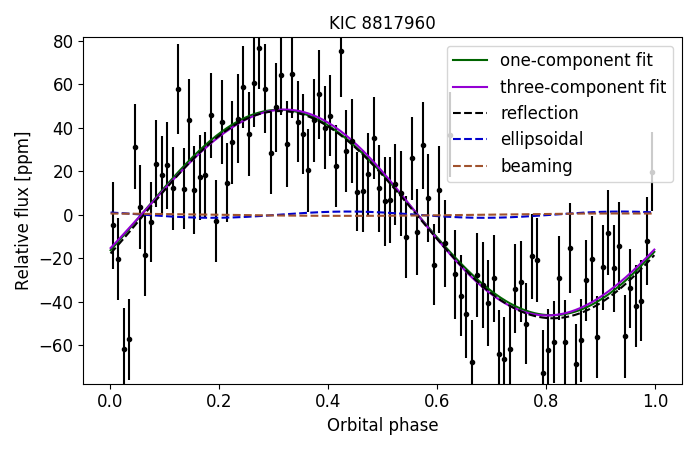 KIC 8817960
80
60
40
20
0
−20
−40
−60
Relative flux [ppm]
one-component fit
three-component fit
reflection
ellipsoidal
beaming
0.0 0.2 0.4 0.6 0.8 1.0
Orbital phase